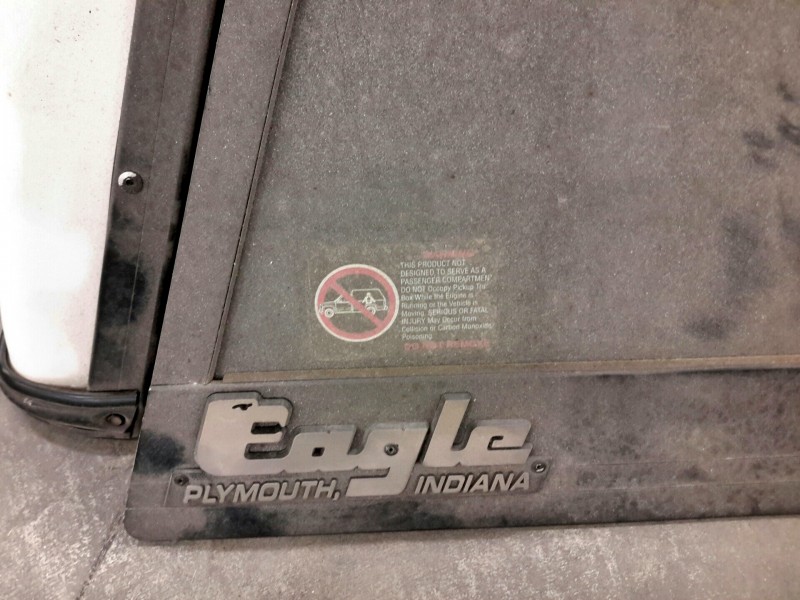 THIS PRODUCT NOT
DESIGNED TO SERVE AS A
PASSENGER COMPARTMENT
DO NOT Occupy Pickup Top
Box While the Engine is
Running or the Vehicle is
Moving. SERIOUS OR FATAL
INJURY May Occur from
Collision or Carbon Monoxide
Poisoning.
Eagle
PLYMOUTH, INDIANA